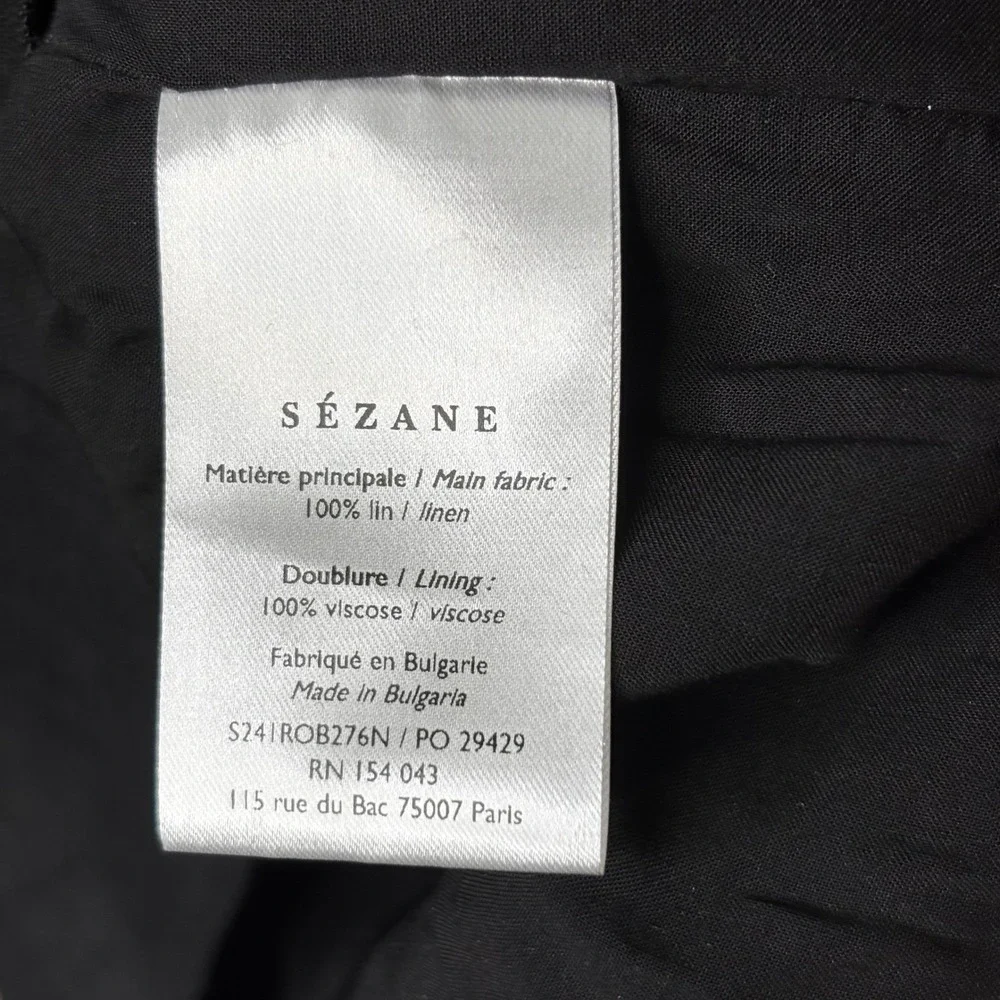 SÉZANE
Matière principale / Main fabric :
100% lin / linen
Doublure / Lining :
100% viscose / viscose
Fabriqué en Bulgarie
Made in Bulgaria
S241ROB276N / PO 29429
RN 154 043
115 rue du Bac 75007 Paris